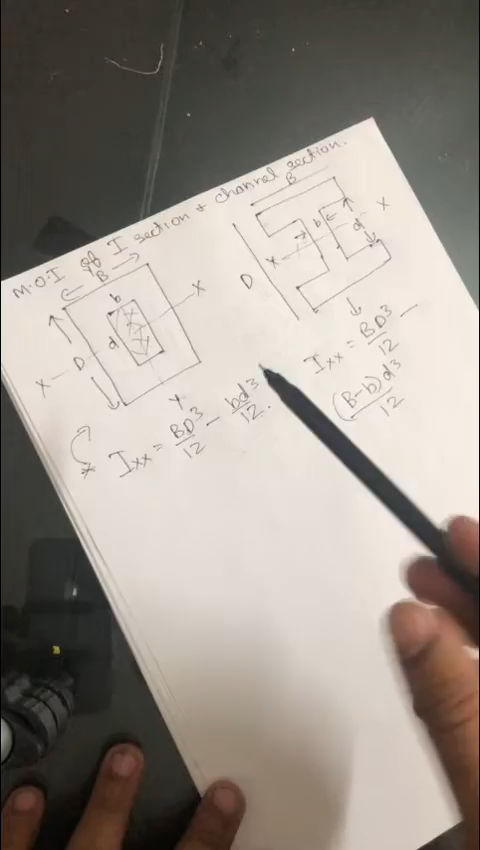 M.O.I of I section & channel section.
B
b
X
D
d
X
B
b
X
d
X
D
Ixx = BD³/12 - bd³/12.
Ixx = BD³/12 -
(B-b)d³/12